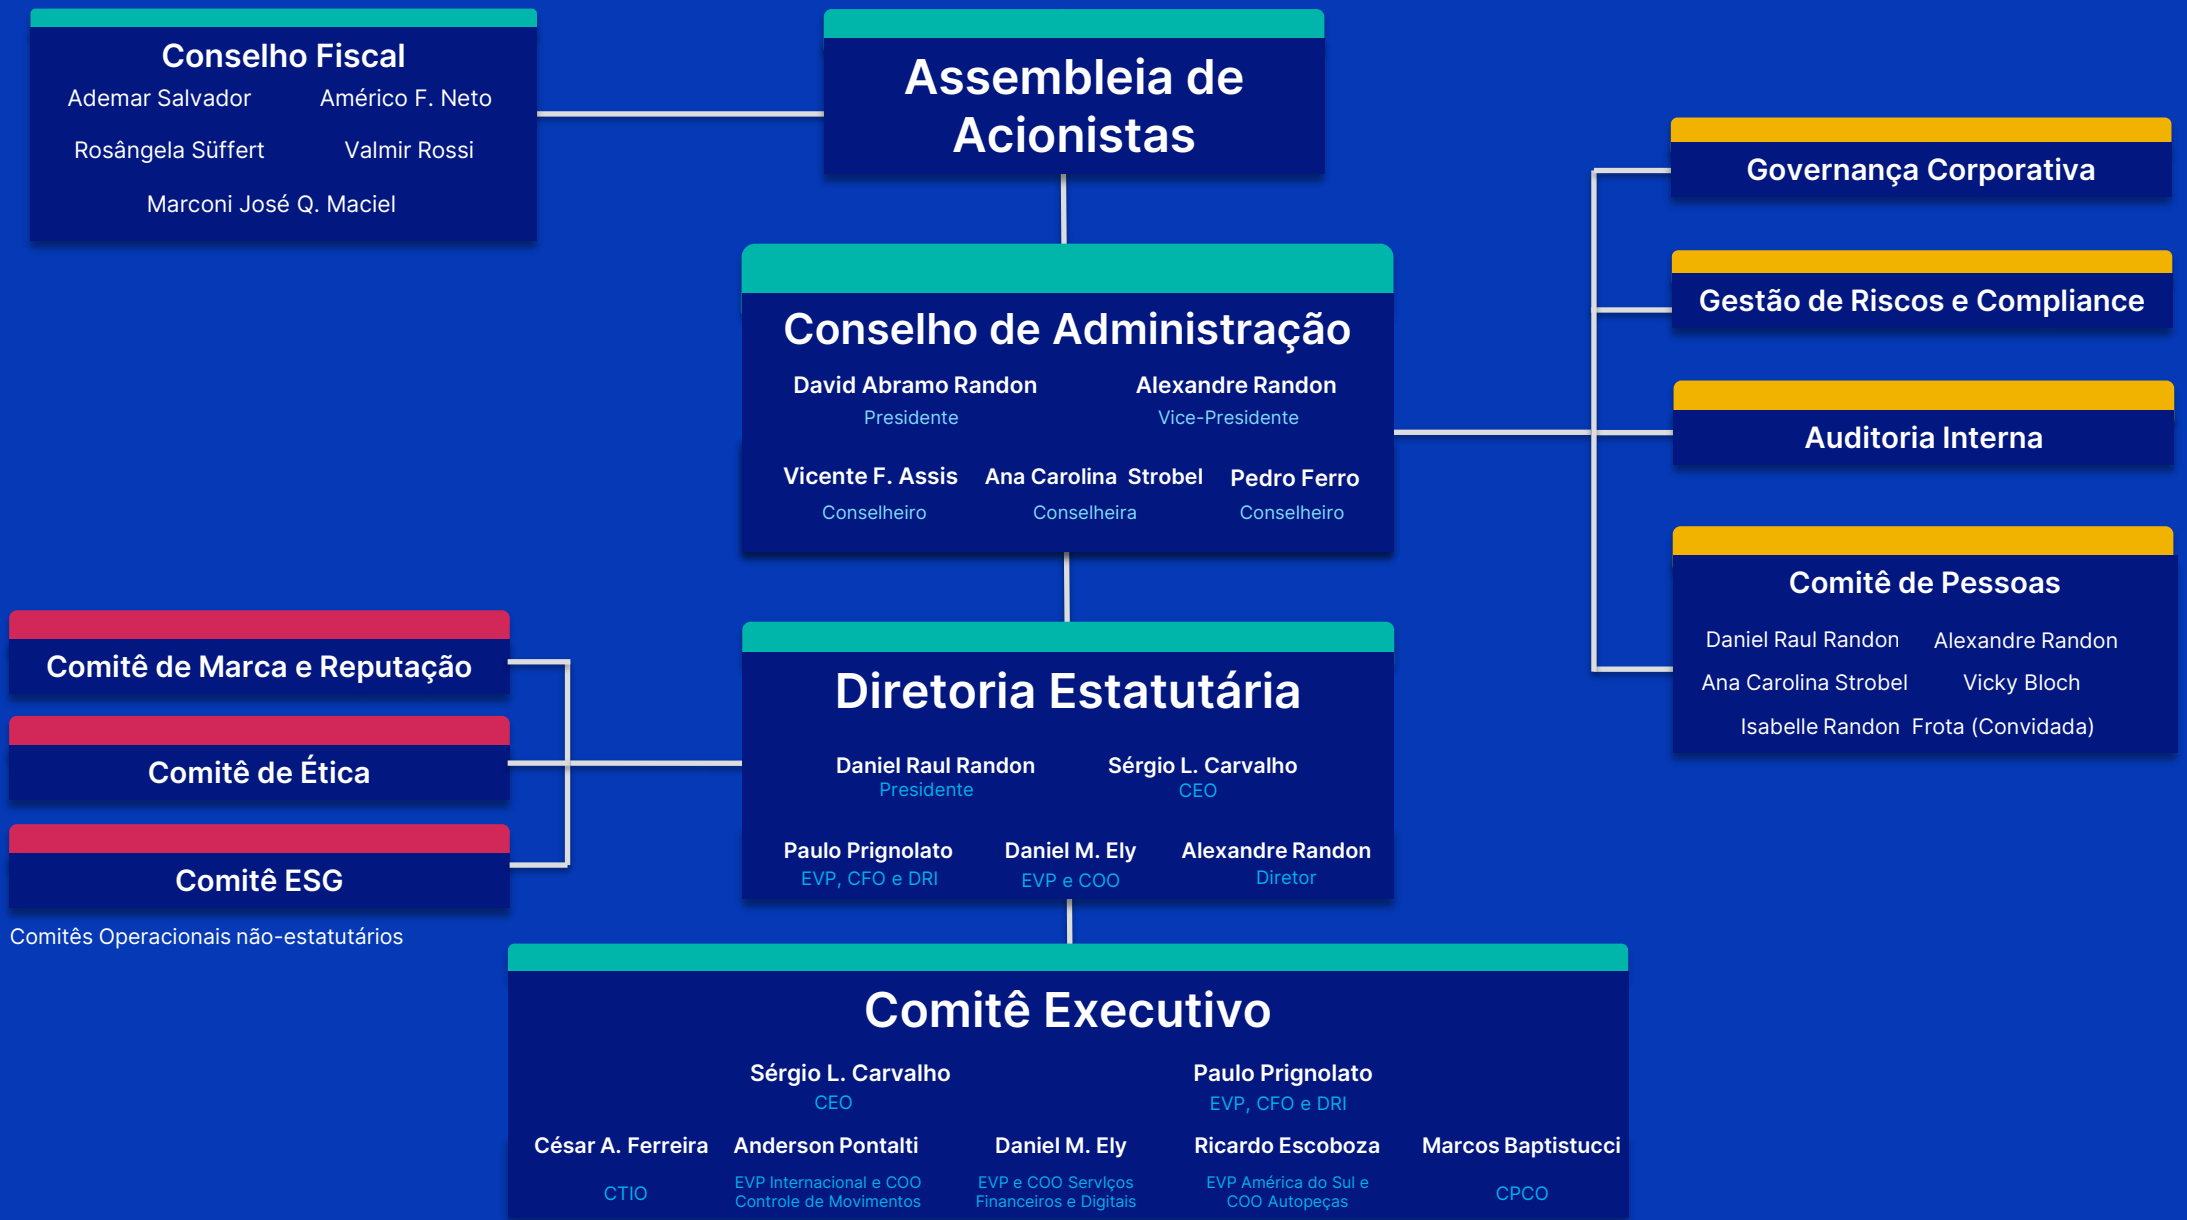 Conselho Fiscal
Ademar Salvador Américo F. Neto
Rosângela Süffert Valmir Rossi
Marconi José Q. Maciel
Assembleia de
Acionistas
Governança Corporativa
Gestão de Riscos e Compliance
Auditoria Interna
Comitê de Pessoas
Daniel Raul Randon Alexandre Randon
Ana Carolina Strobel Vicky Bloch
Isabelle Randon Frota (Convidada)
Conselho de Administração
David Abramo Randon Alexandre Randon
Presidente Vice-Presidente
Vicente F. Assis Ana Carolina Strobel Pedro Ferro
Conselheiro Conselheira Conselheiro
Comitê de Marca e Reputação
Comitê de Ética
Comitê ESG
Comitês Operacionais não-estatutários
Diretoria Estatutária
Daniel Raul Randon Sérgio L. Carvalho
Presidente CEO
Paulo Prignolato Daniel M. Ely Alexandre Randon
EVP, CFO e DRI EVP e COO Diretor
Comitê Executivo
Sérgio L. Carvalho Paulo Prignolato
CEO EVP, CFO e DRI
César A. Ferreira Anderson Pontalti Daniel M. Ely Ricardo Escoboza Marcos Baptistucci
CTIO
EVP Internacional e COO
Controle de Movimentos
EVP e COO ServIços
Financeiros e Digitais
EVP América do Sul e
COO Autopeças
CPCO